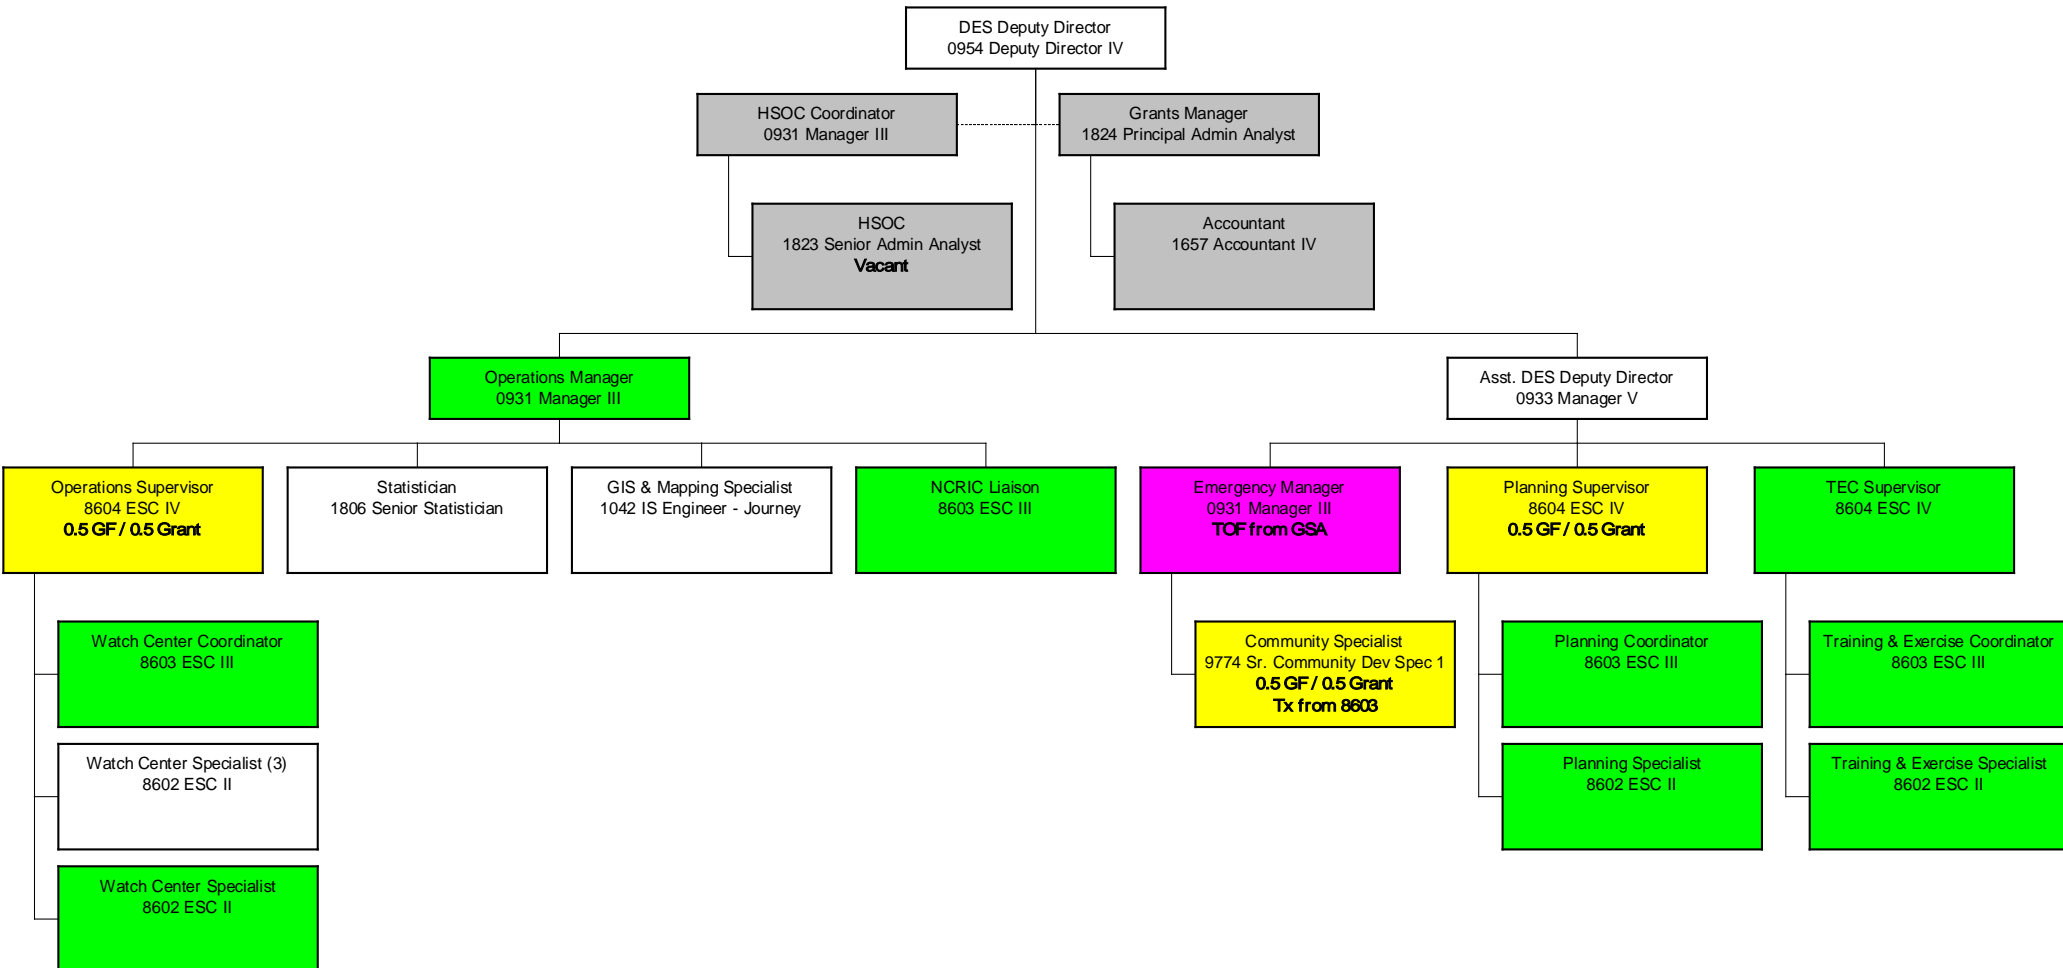 DES Deputy Director
0954 Deputy Director IV
HSOC Coordinator
0931 Manager III
Grants Manager
1824 Principal Admin Analyst
HSOC
1823 Senior Admin Analyst
Vacant
Accountant
1657 Accountant IV
Operations Manager
0931 Manager III
Asst. DES Deputy Director
0933 Manager V
Operations Supervisor
8604 ESC IV
0.5 GF / 0.5 Grant
Statistician
1806 Senior Statistician
GIS & Mapping Specialist
1042 IS Engineer - Journey
NCRIC Liaison
8603 ESC III
Emergency Manager
0931 Manager III
TOF from GSA
Planning Supervisor
8604 ESC IV
0.5 GF / 0.5 Grant
TEC Supervisor
8604 ESC IV
Watch Center Coordinator
8603 ESC III
Community Specialist
9774 Sr. Community Dev Spec 1
0.5 GF / 0.5 Grant
Tx from 8603
Planning Coordinator
8603 ESC III
Training & Exercise Coordinator
8603 ESC III
Watch Center Specialist (3)
8602 ESC II
Planning Specialist
8602 ESC II
Training & Exercise Specialist
8602 ESC II
Watch Center Specialist
8602 ESC II